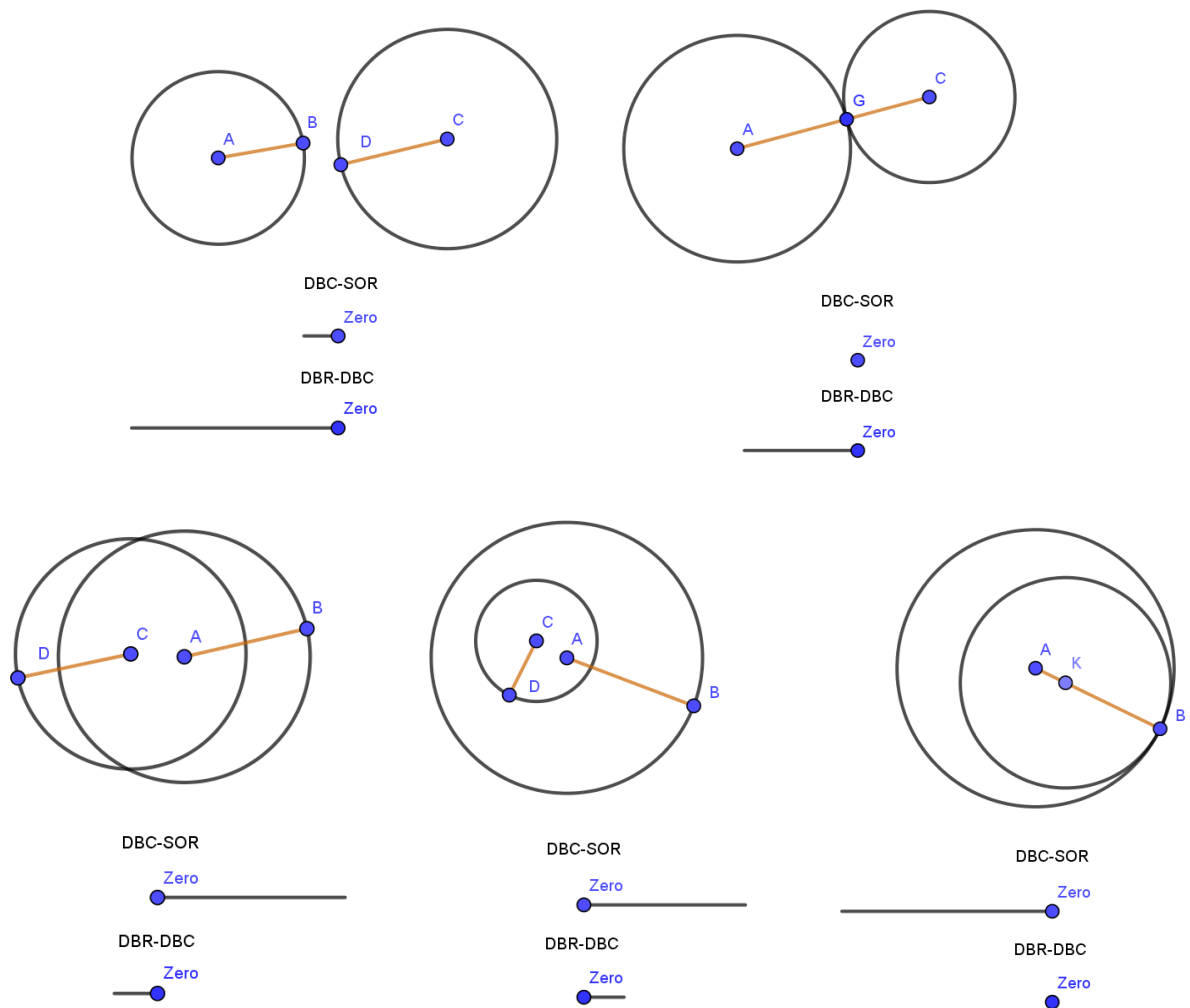 A B D C
A G C
DBC-SOR
Zero
DBR-DBC
Zero
DBC-SOR
Zero
DBR-DBC
Zero
D C A B
C A D B
A K B
DBC-SOR
Zero
DBR-DBC
Zero
DBC-SOR
Zero
DBR-DBC
Zero
DBC-SOR
Zero
DBR-DBC
Zero